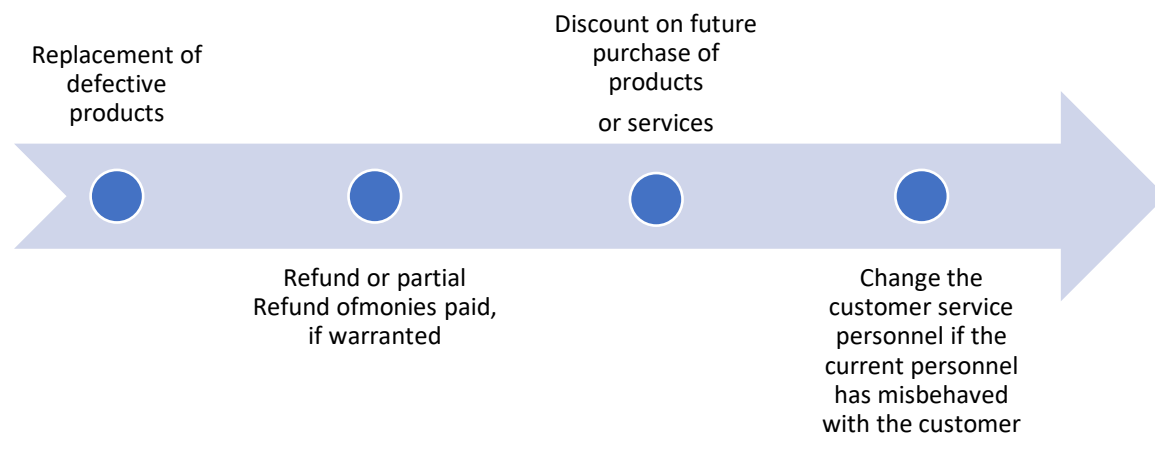 Replacement of
defective
products
Refund or partial
Refund ofmonies paid,
if warranted
Discount on future
purchase of
products
or services
Change the
customer service
personnel if the
current personnel
has misbehaved
with the customer